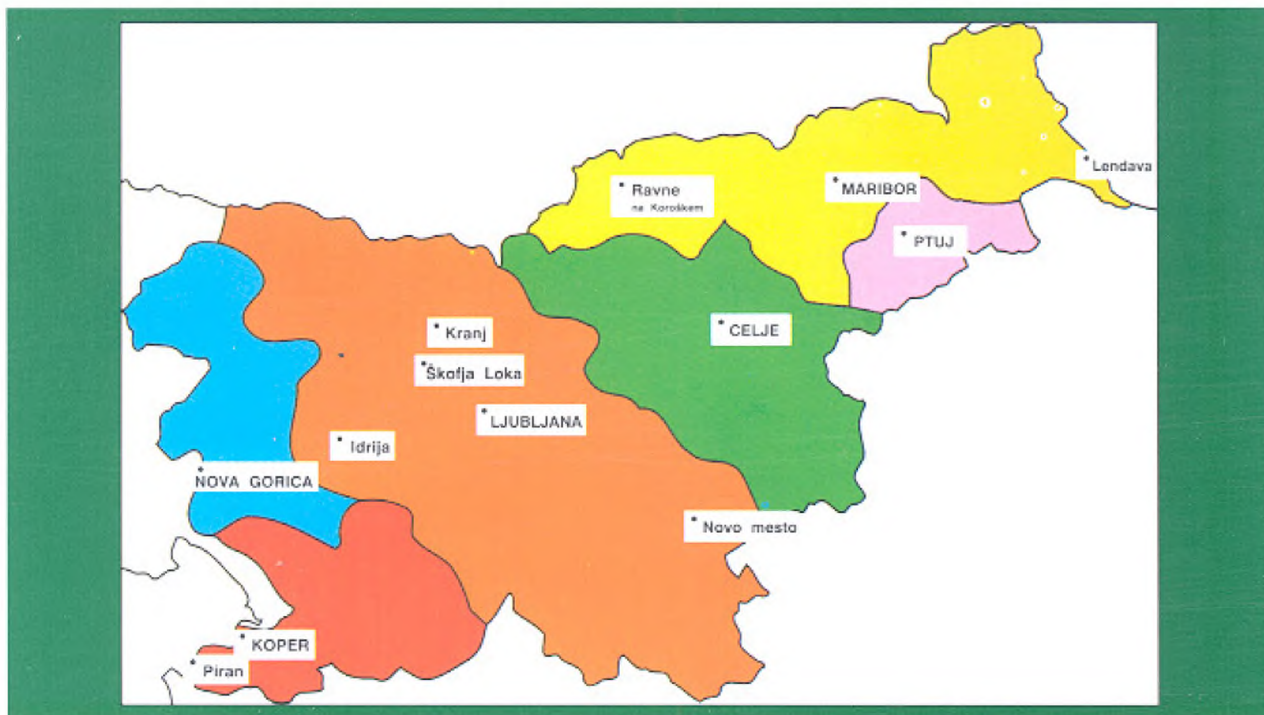 Lendava
Ravne
na Koroškem
MARIBOR
PTUJ
Kranj
CELJE
Škofja Loka
LJUBLJANA
Idrija
NOVA GORICA
Novo mesto
KOPER
Piran